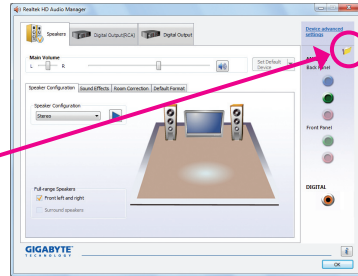 Realtek HD Audio Manager
Speakers
Digital Output(RCA)
Digital Output
Device advanced
settings
Main Volume
L
R
Set Default
Device
Back Panel
Speaker Configuration
Sound Effects
Room Correction
Default Format
Speaker Configuration
Stereo
Front Panel
Full-range Speakers
Front left and right
Surround speakers
DIGITAL
GIGABYTE
TECHNOLOGY
i
OK